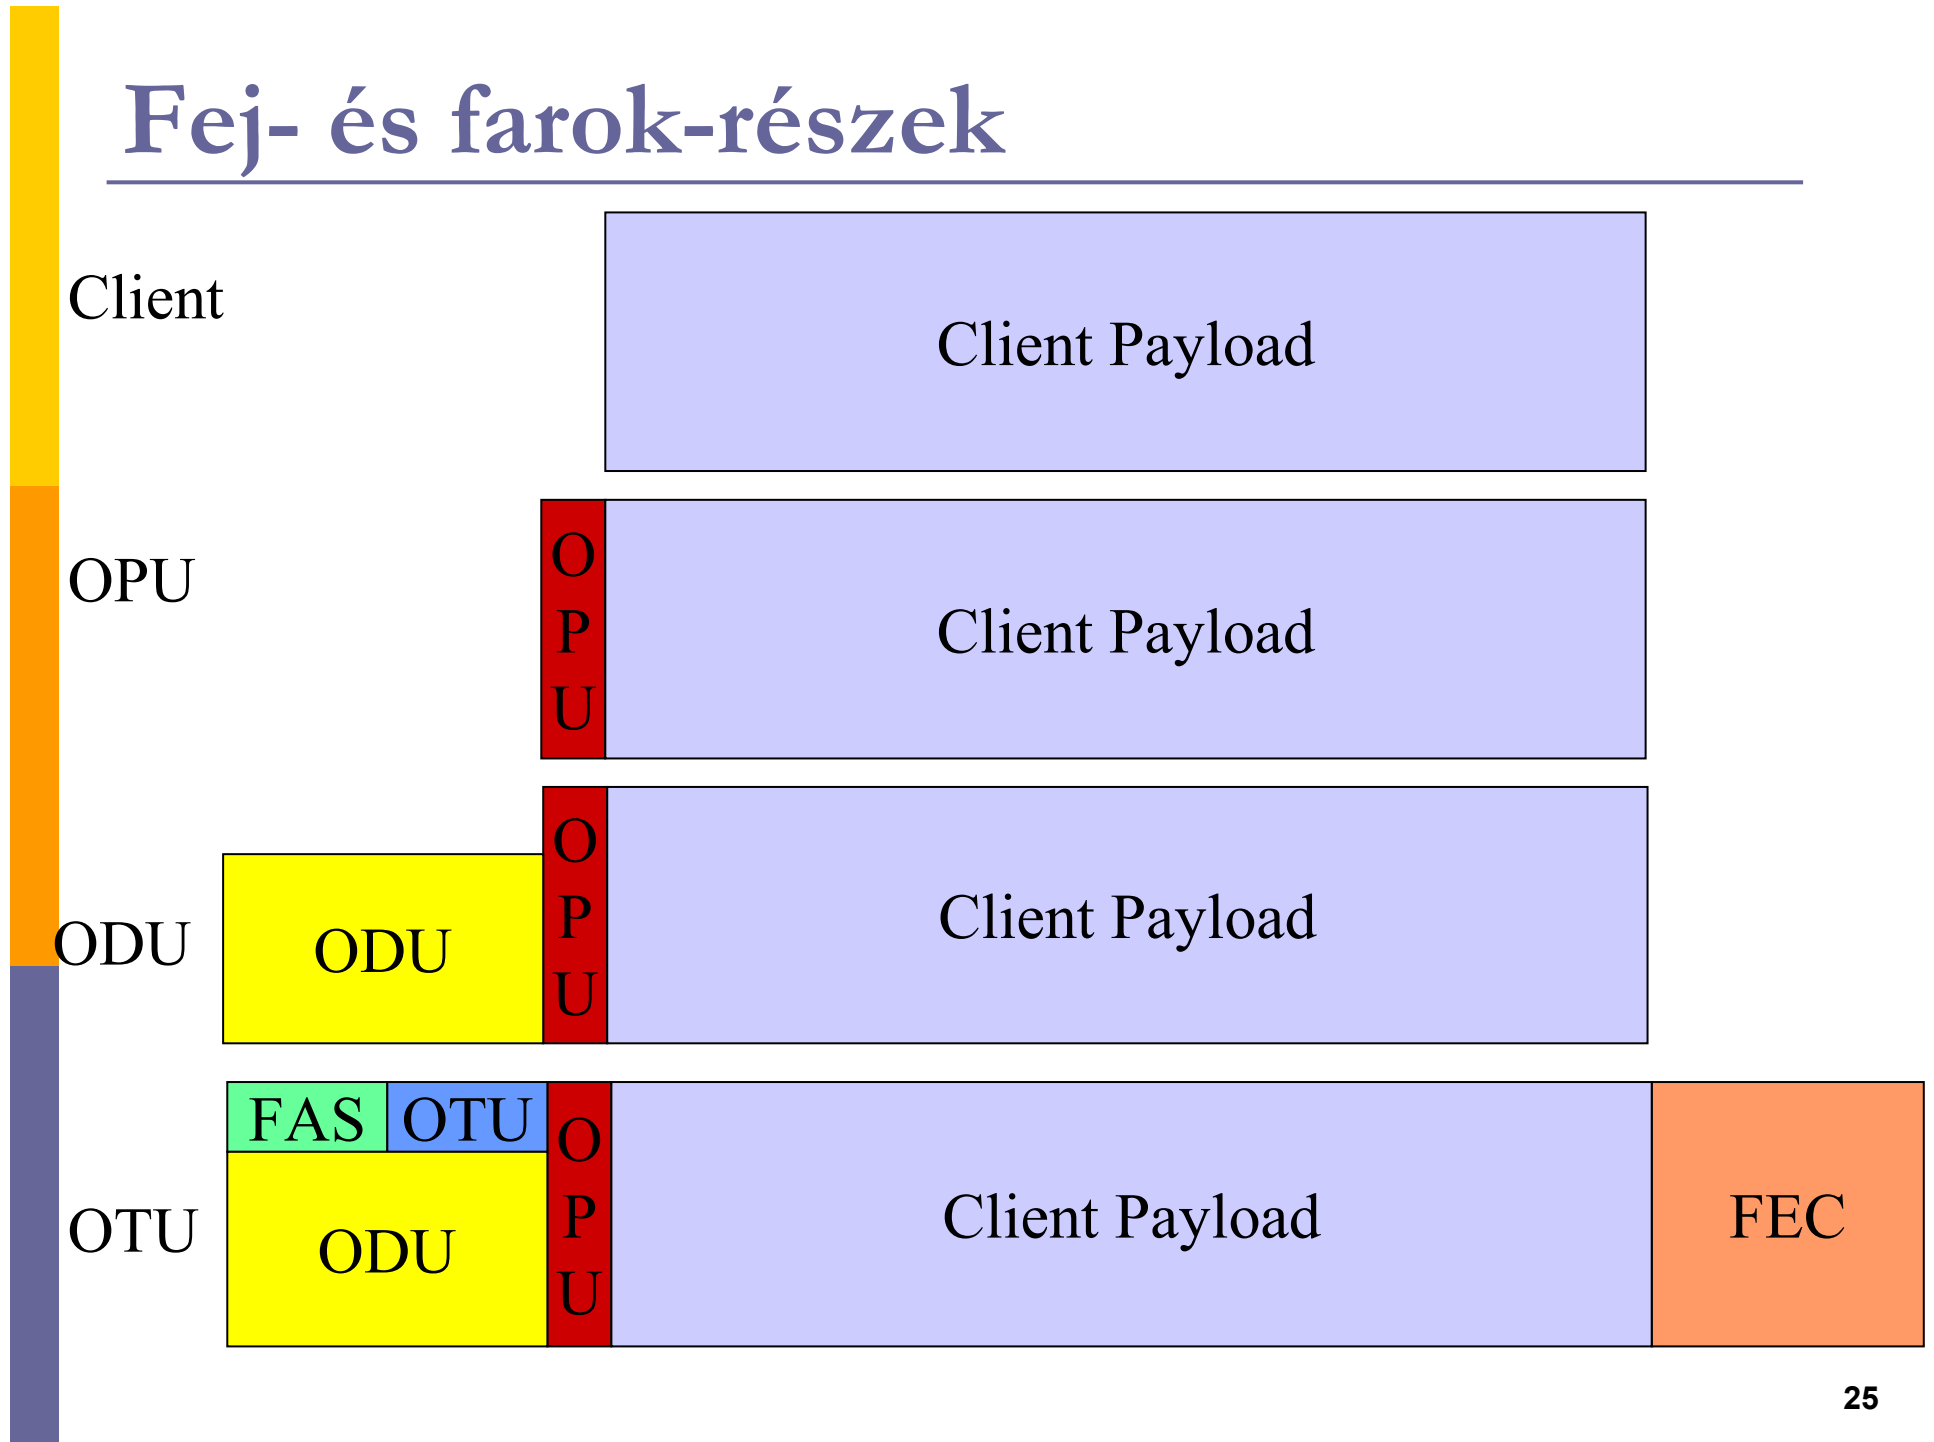 Fej- és farok-részek
Client
Client Payload
OPU
O
P
U
Client Payload
ODU
ODU
O
P
U
Client Payload
OTU
FAS
OTU
ODU
O
P
U
Client Payload
FEC
25